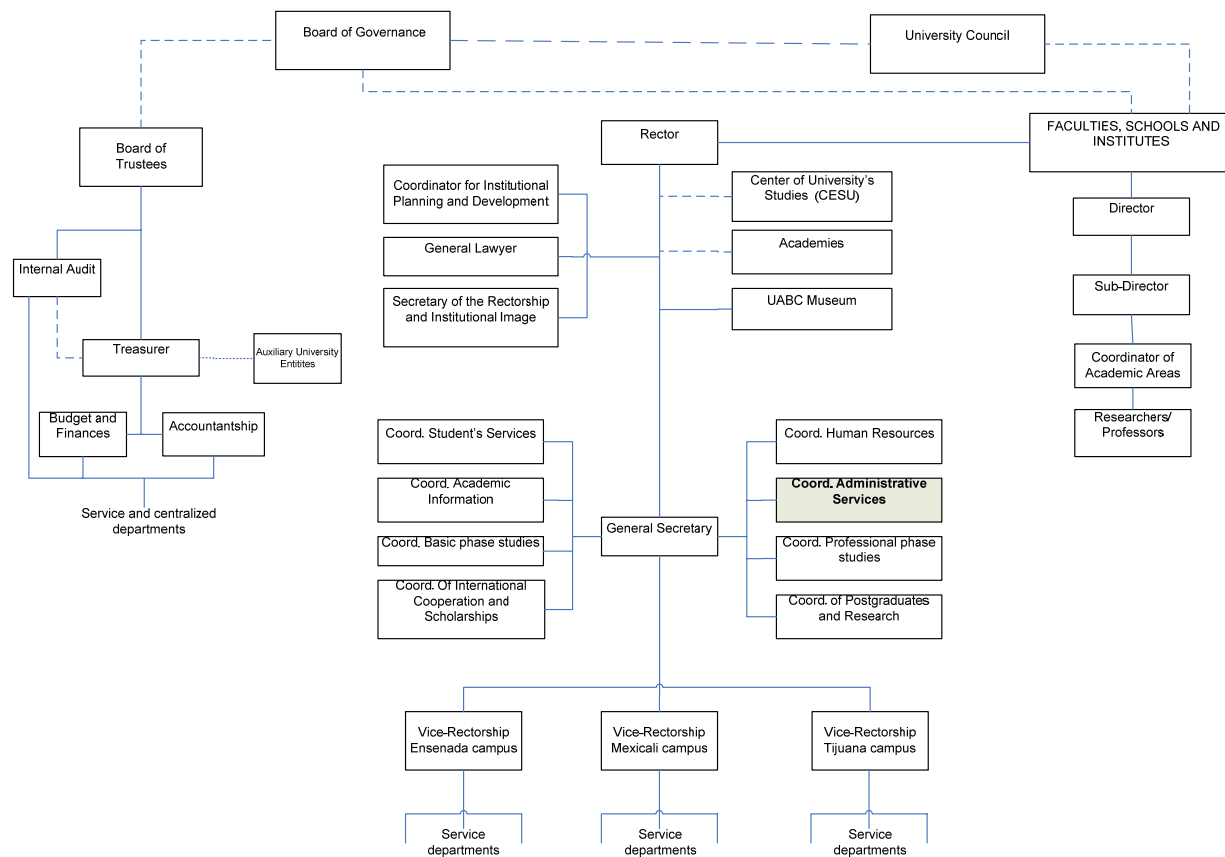 Board of Governance
University Council
Board of
Trustees
Rector
FACULTIES, SCHOOLS AND
INSTITUTES
Coordinator for Institutional
Planning and Development
Center of University's
Studies (CESU)
Director
General Lawyer
Academies
Internal Audit
Sub-Director
Secretary of the Rectorship
and Institutional Image
UABC Museum
Treasurer
Auxiliary University
Entitites
Coordinator of
Academic Areas
Budget and
Finances
Accountantship
Researchers/
Professors
Coord. Student's Services
Coord. Human Resources
Coord. Academic
Information
Coord. Administrative
Services
Service and centralized
departments
General Secretary
Coord. Basic phase studies
Coord. Professional phase
studies
Coord. Of International
Cooperation and
Scholarships
Coord. of Postgraduates
and Research
Vice-Rectorship
Ensenada campus
Vice-Rectorship
Mexicali campus
Vice-Rectorship
Tijuana campus
Service
departments
Service
departments
Service
departments